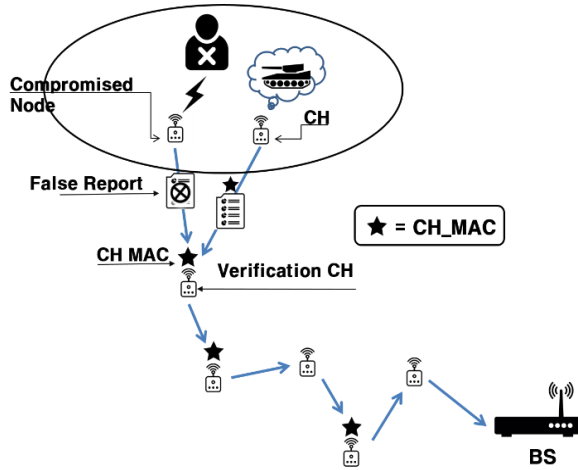 Compromised
Node
CH
False Report
★ = CH_MAC
CH MAC
Verification CH
BS